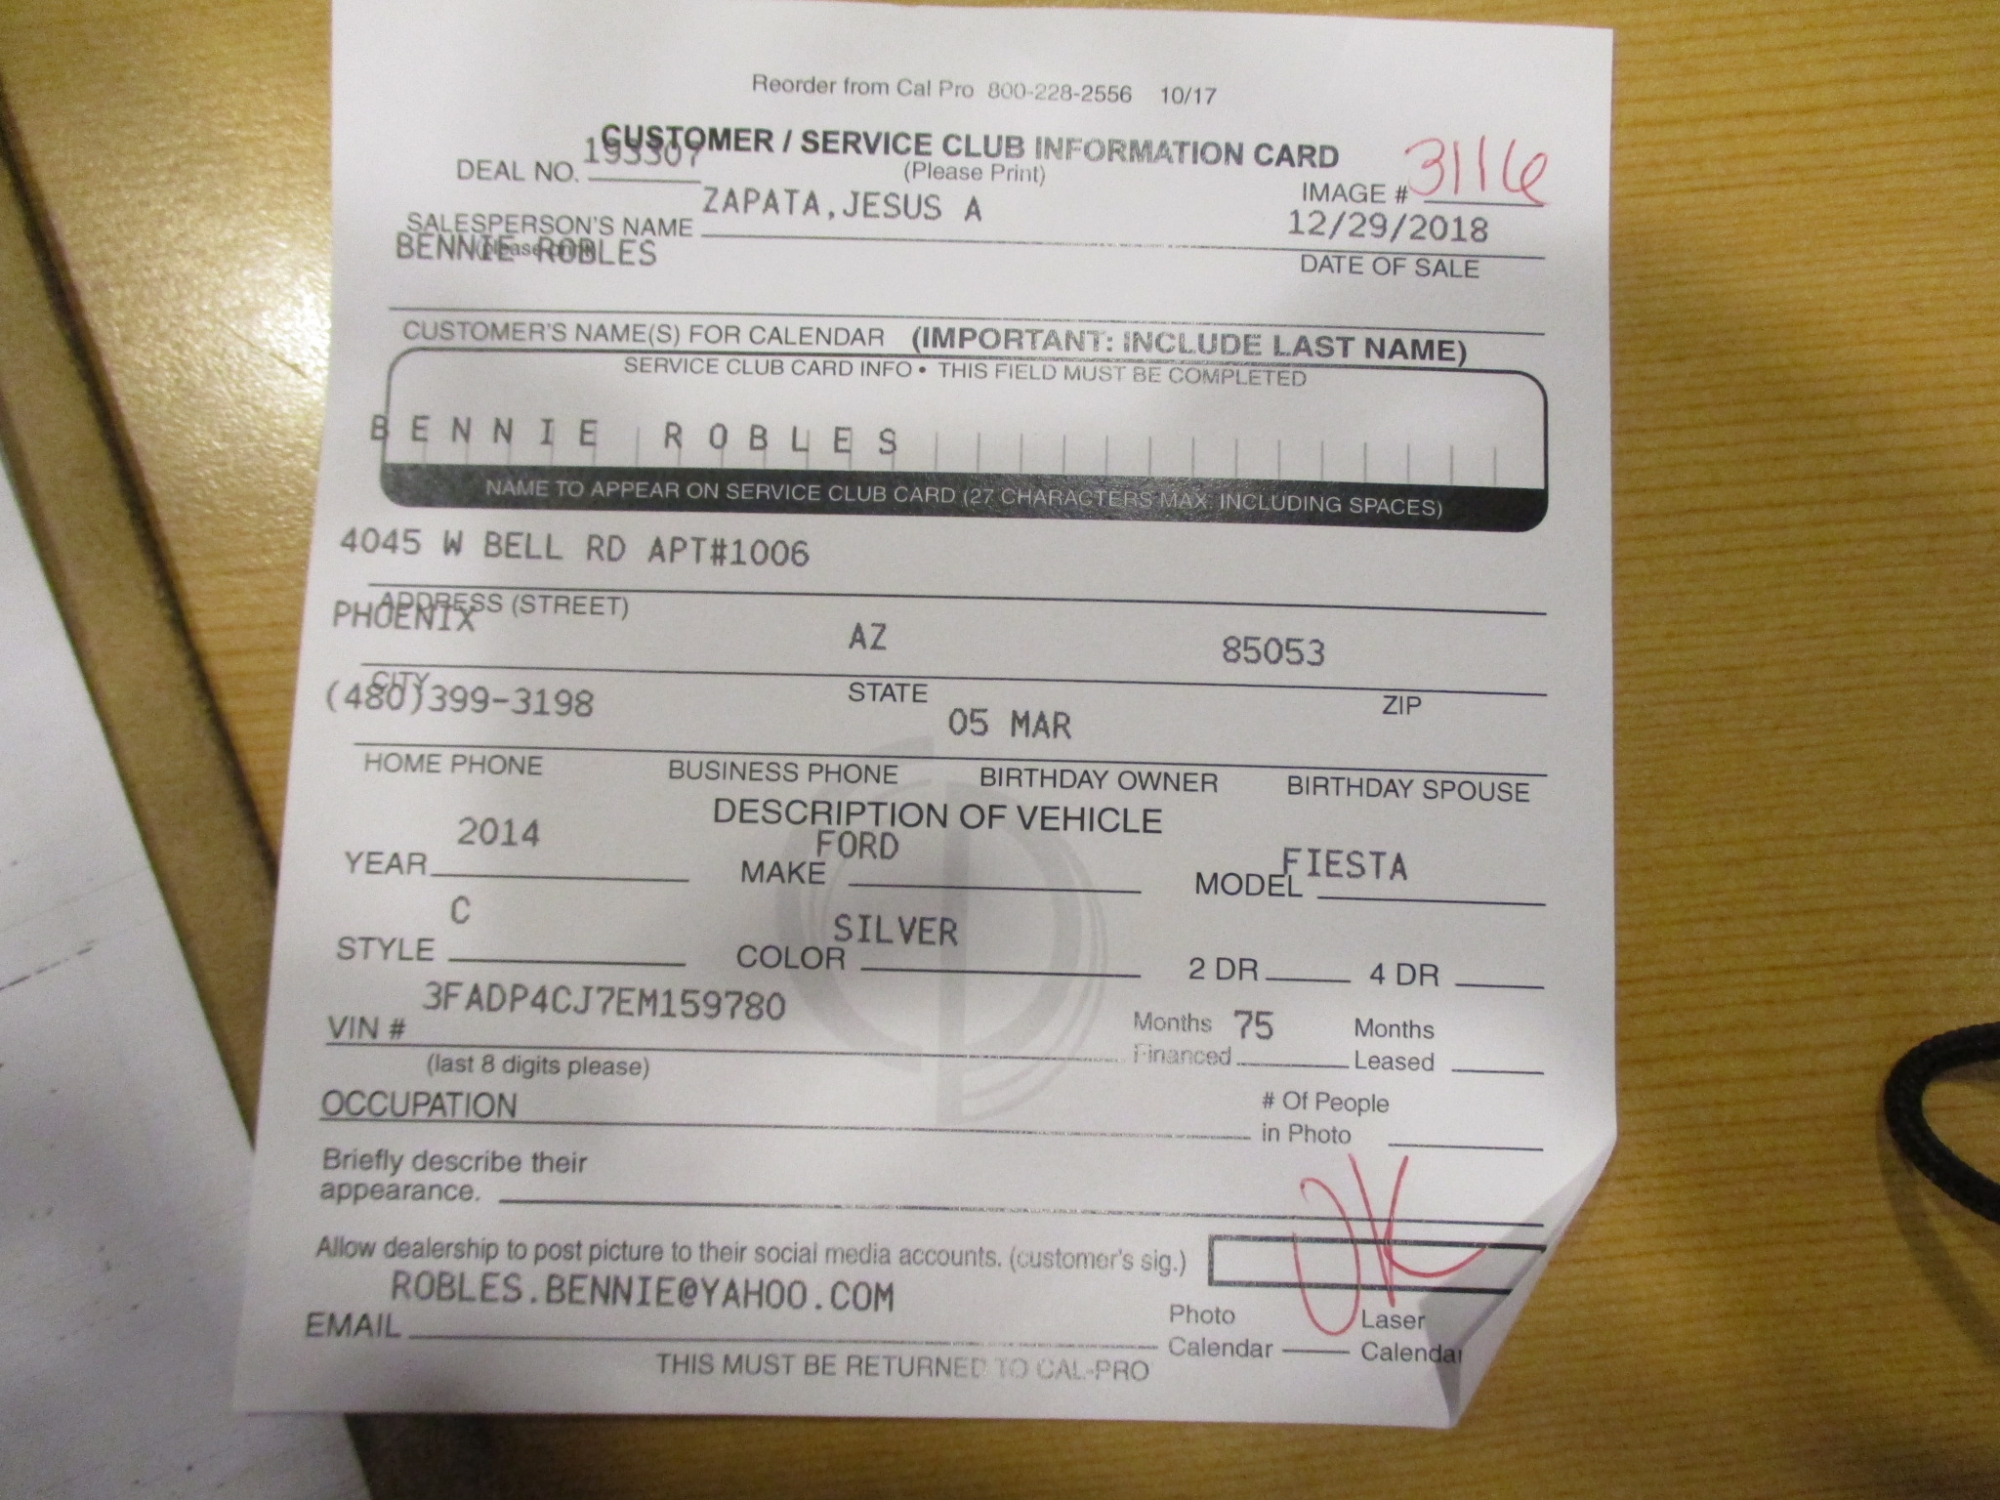 Reorder from Cal Pro 800-228-2556 10/17
CUSTOMER / SERVICE CLUB INFORMATION CARD
(Please Print)
DEAL NO. 193307
IMAGE # 3116
SALESPERSON'S NAME ZAPATA,JESUS A
(please print)
12/29/2018
DATE OF SALE
BENNIE ROBLES
CUSTOMER'S NAME(S) FOR CALENDAR (IMPORTANT: INCLUDE LAST NAME)
SERVICE CLUB CARD INFO • THIS FIELD MUST BE COMPLETED
BENNIE ROBLES
NAME TO APPEAR ON SERVICE CLUB CARD (27 CHARACTERS MAX. INCLUDING SPACES)
4045 W BELL RD APT#1006
ADDRESS (STREET)
PHOENIX AZ 85053
CITY STATE ZIP
(480)399-3198 05 MAR
HOME PHONE BUSINESS PHONE BIRTHDAY OWNER BIRTHDAY SPOUSE
DESCRIPTION OF VEHICLE
YEAR 2014 MAKE FORD MODEL FIESTA
STYLE C COLOR SILVER 2 DR 4 DR
VIN # 3FADP4CJ7EM159780 Months Financed 75 Months Leased
(last 8 digits please)
OCCUPATION # Of People in Photo
Briefly describe their
appearance.
Allow dealership to post picture to their social media accounts. (customer's sig.)
EMAIL ROBLES.BENNIE@YAHOO.COM
Photo Calendar Laser Calendar
THIS MUST BE RETURNED TO CAL-PRO